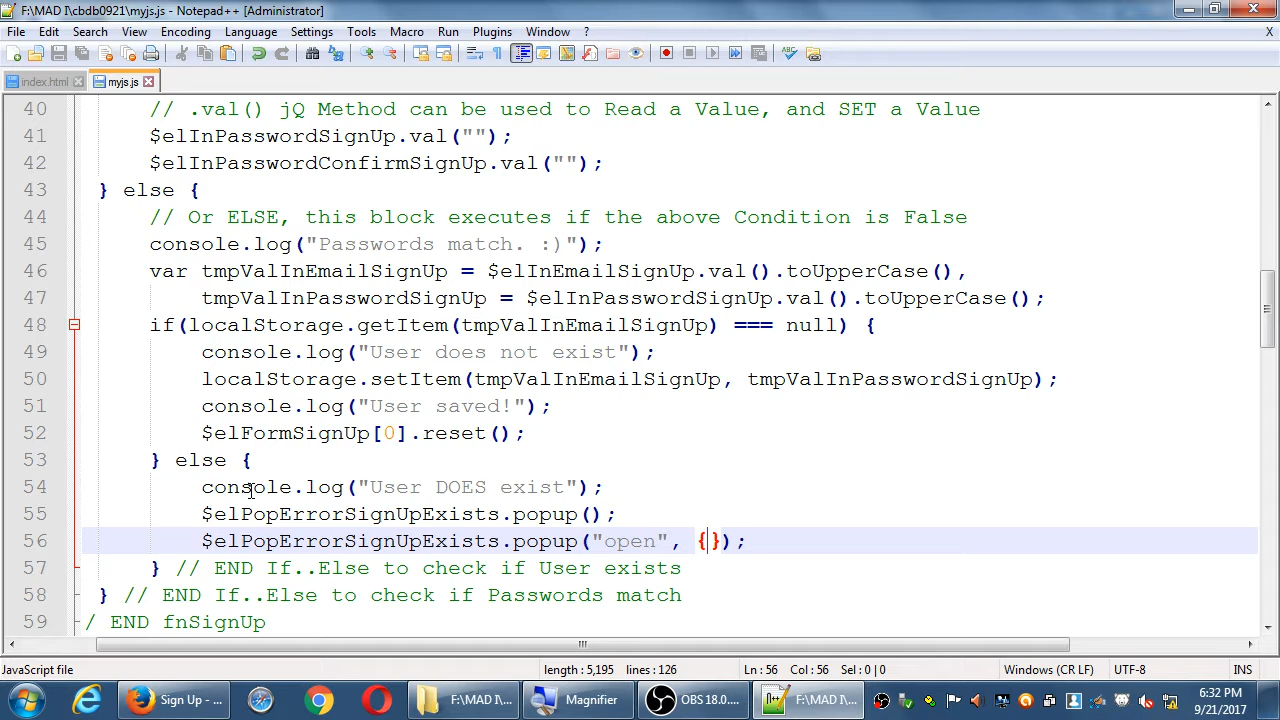 F:\MAD I\cbdb0921\myjs.js - Notepad++ [Administrator]
File Edit Search View Encoding Language Settings Tools Macro Run Plugins Window ? X
index.html myjs.js
40 // .val() jQ Method can be used to Read a Value, and SET a Value
41 $elInPasswordSignUp.val("");
42 $elInPasswordConfirmSignUp.val("");
43 } else {
44 // Or ELSE, this block executes if the above Condition is False
45 console.log("Passwords match. :)");
46 var tmpValInEmailSignUp = $elInEmailSignUp.val().toUpperCase(),
47 tmpValInPasswordSignUp = $elInPasswordSignUp.val().toUpperCase();
48 if(localStorage.getItem(tmpValInEmailSignUp) === null) {
49 console.log("User does not exist");
50 localStorage.setItem(tmpValInEmailSignUp, tmpValInPasswordSignUp);
51 console.log("User saved!");
52 $elFormSignUp[0].reset();
53 } else {
54 console.log("User DOES exist");
55 $elPopErrorSignUpExists.popup();
56 $elPopErrorSignUpExists.popup("open", {});
57 } // END If..Else to check if User exists
58 } // END If..Else to check if Passwords match
59 / END fnSignUp
JavaScript file length : 5,195 lines : 126 Ln : 56 Col : 56 Sel : 0 | 0 Windows (CR LF) UTF-8 INS
Sign Up - ... F:\MAD I\cbd... Magnifier OBS 18.0.... F:\MAD I\cb... 6:32 PM
9/21/2017